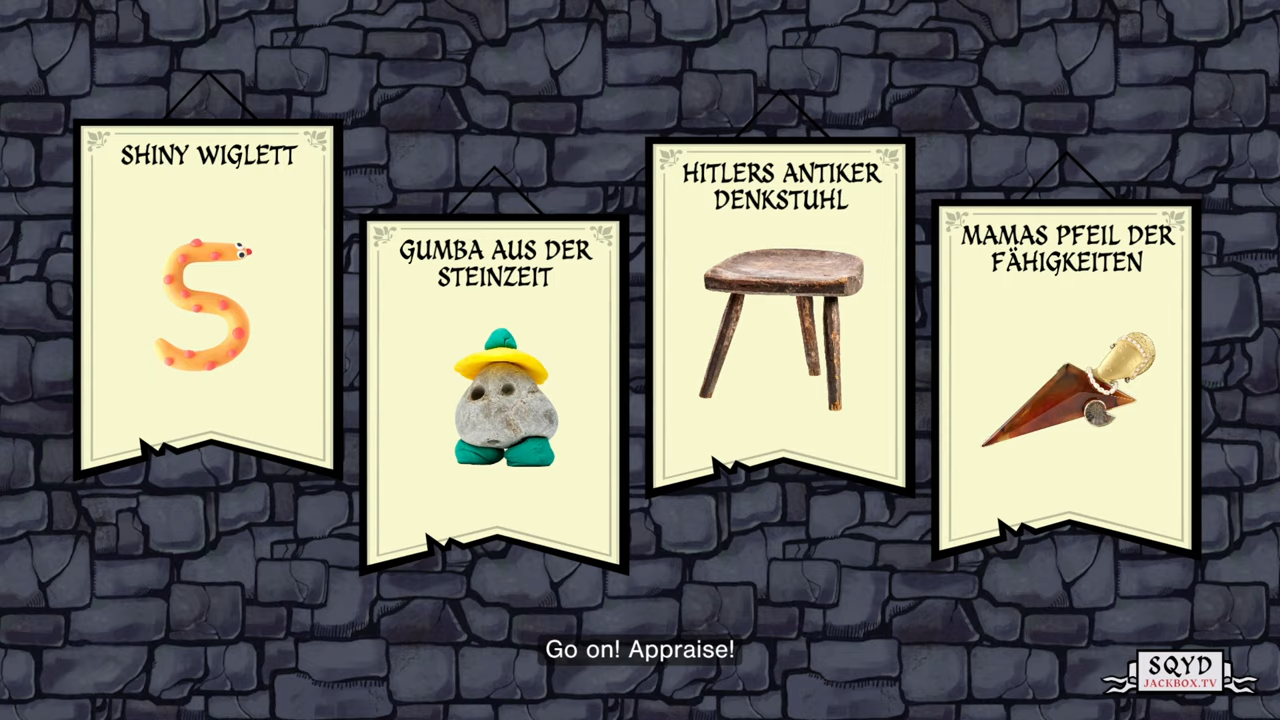 SHINY WIGLETT
GUMBA AUS DER
STEINZEIT
HITLERS ANTIKER
DENKSTUHL
MAMAS PFEIL DER
FÄHIGKEITEN
Go on! Appraise!
SQYD
JACKBOX.TV